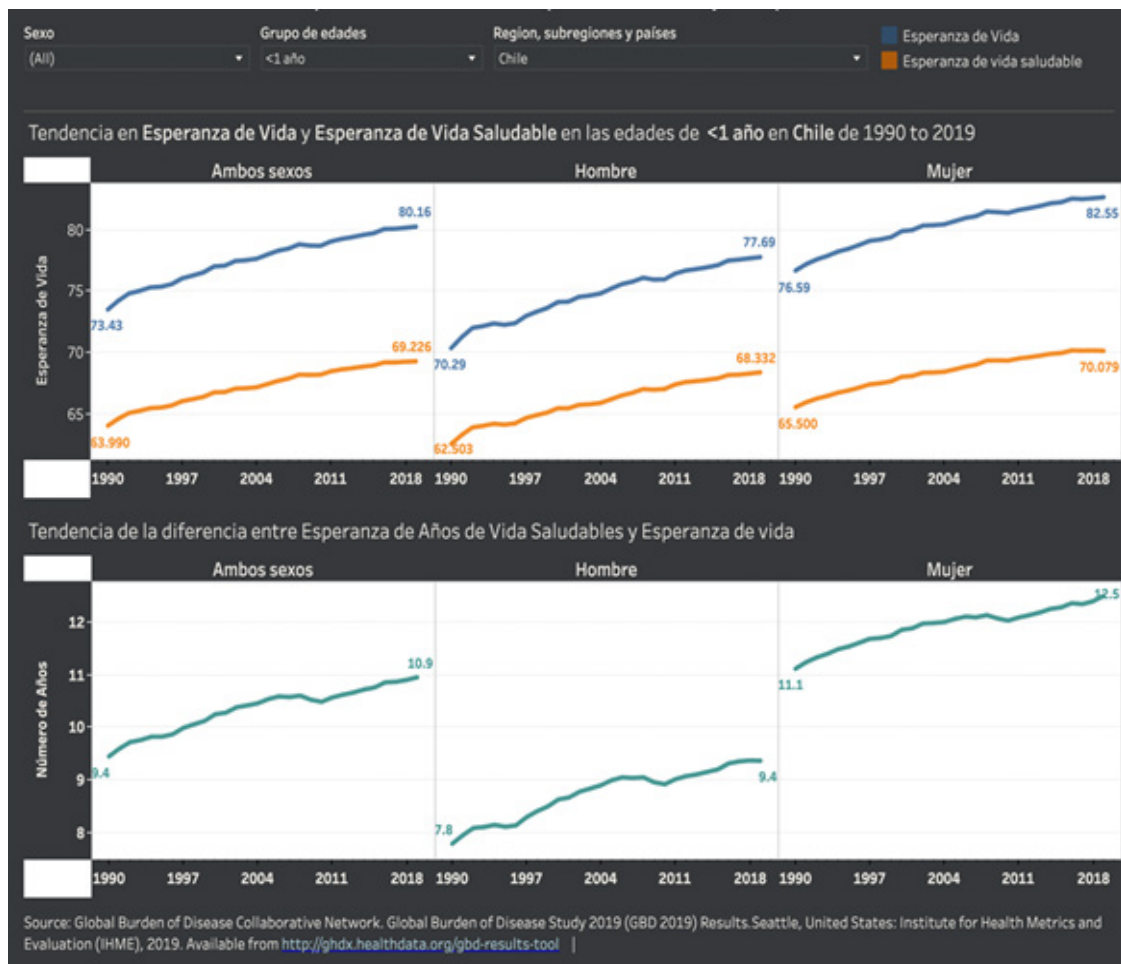 Sexo
Grupo de edades
Region, subregiones y países
Esperanza de Vida
(All)
<1 año
Chile
Esperanza de vida saludable
Tendencia en Esperanza de Vida y Esperanza de Vida Saludable en las edades de <1 año en Chile de 1990 to 2019
Ambos sexos
Hombre
Mujer
Esperanza de Vida
80
75
70
65
73.43
80.16
63.990
69.226
70.29
77.69
62.503
68.332
76.59
82.55
65.500
70.079
1990 1997 2004 2011 2018
1990 1997 2004 2011 2018
1990 1997 2004 2011 2018
Tendencia de la diferencia entre Esperanza de Años de Vida Saludables y Esperanza de vida
Ambos sexos
Hombre
Mujer
Número de Años
12
11
10
9
8
9.4
10.9
7.8
9.4
11.1
12.5
1990 1997 2004 2011 2018
1990 1997 2004 2011 2018
1990 1997 2004 2011 2018
Source: Global Burden of Disease Collaborative Network. Global Burden of Disease Study 2019 (GBD 2019) Results.Seattle, United States: Institute for Health Metrics and
Evaluation (IHME), 2019. Available from http://ghdx.healthdata.org/gbd-results-tool |